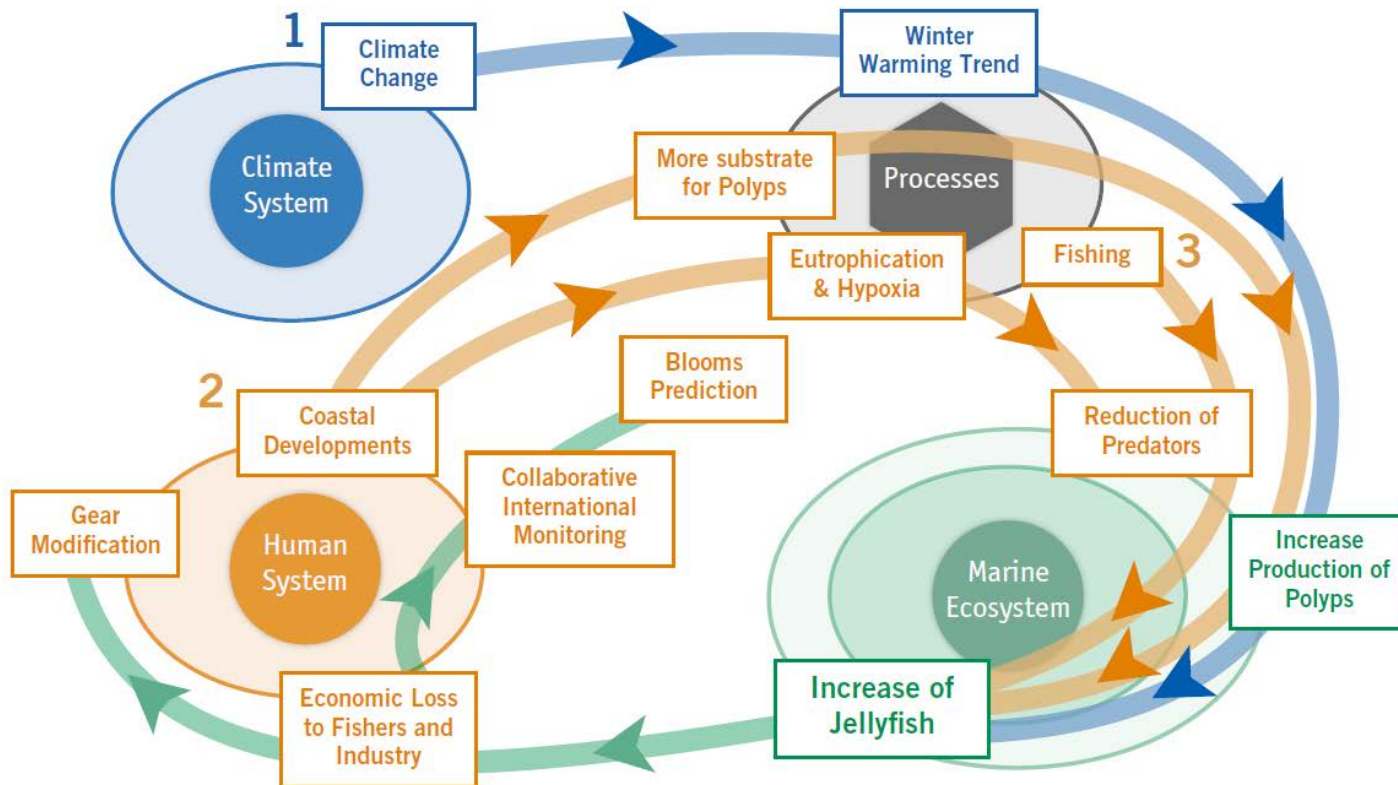 1
Climate
Change
Winter
Warming Trend
Climate
System
More substrate
for Polyps
Processes
Eutrophication
& Hypoxia
Fishing
3
Blooms
Prediction
2
Coastal
Developments
Reduction of
Predators
Collaborative
International
Monitoring
Gear
Modification
Human
System
Marine
Ecosystem
Increase
Production of
Polyps
Economic Loss
to Fishers and
Industry
Increase of
Jellyfish